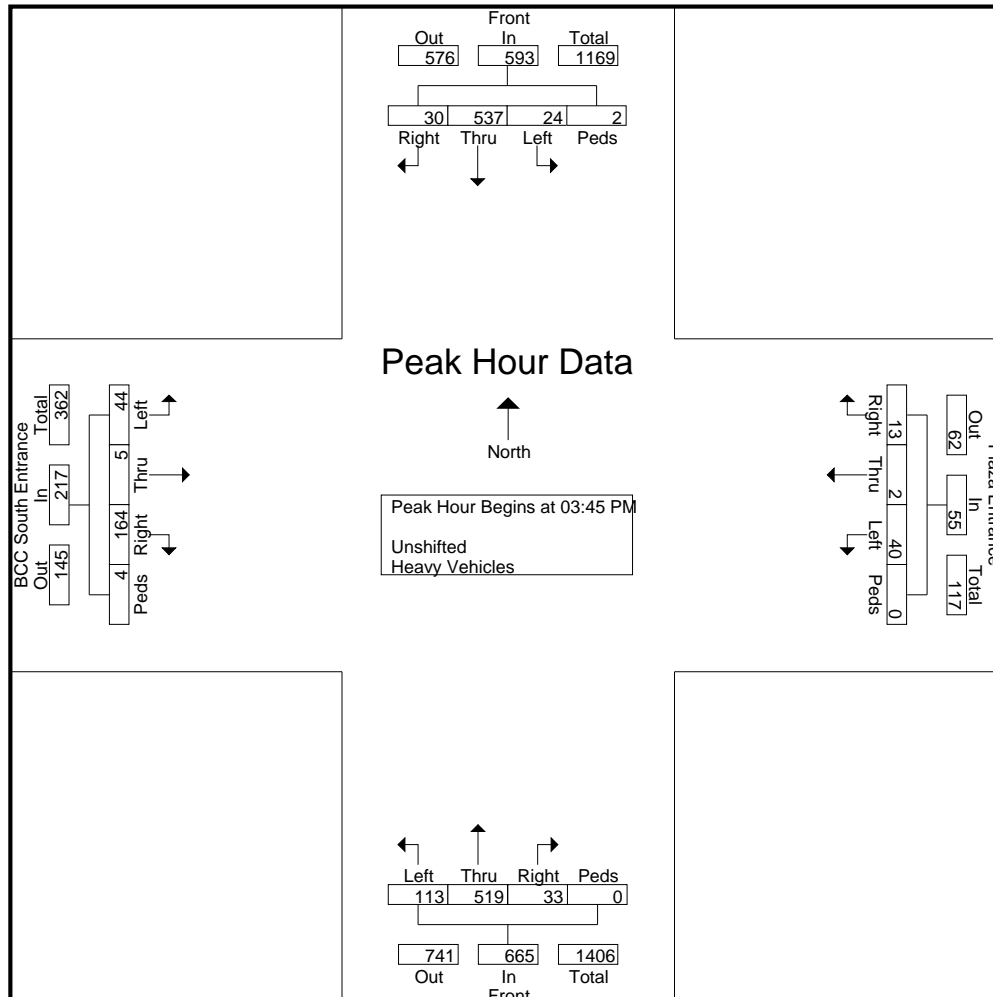 Front
Out In Total
576 593 1169
30 537 24 2
Right Thru Left Peds
Peak Hour Data
North
Peak Hour Begins at 03:45 PM
Unshifted
Heavy Vehicles
BCC South Entrance
Out In Total
145 217 362
44 5 164 4
Left Thru Right Peds
Right Thru Left Peds
13 2 40 0
62 55 117
Out In Total
Entrance
Left Thru Right Peds
113 519 33 0
741 665 1406
Out In Total
Front